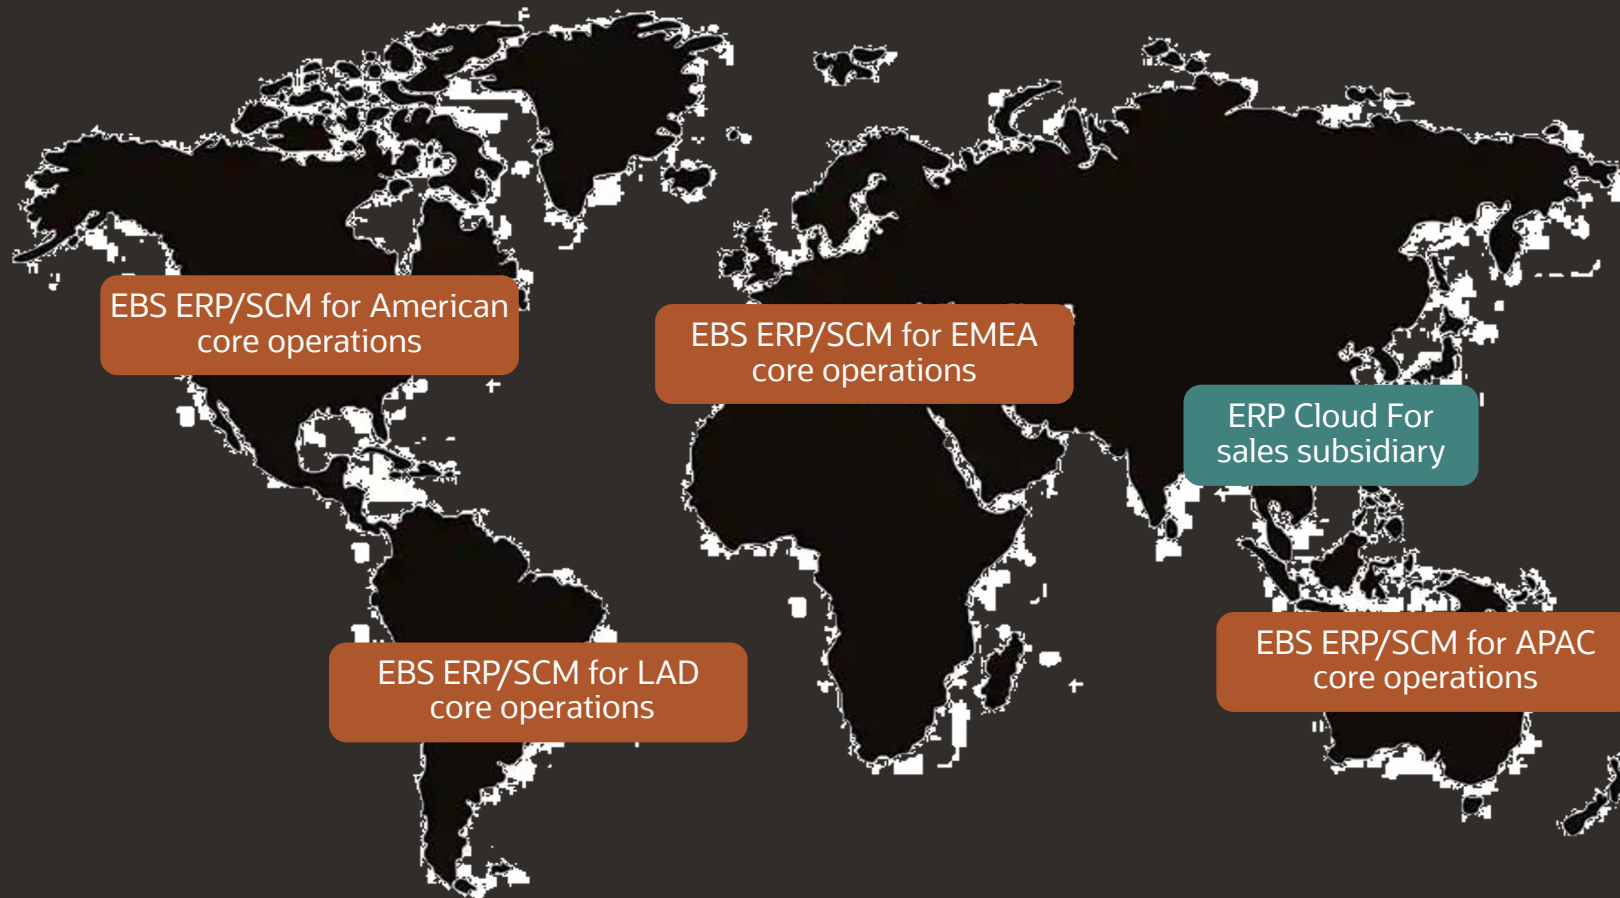 EBS ERP/SCM for American
core operations
EBS ERP/SCM for EMEA
core operations
ERP Cloud For
sales subsidiary
EBS ERP/SCM for LAD
core operations
EBS ERP/SCM for APAC
core operations